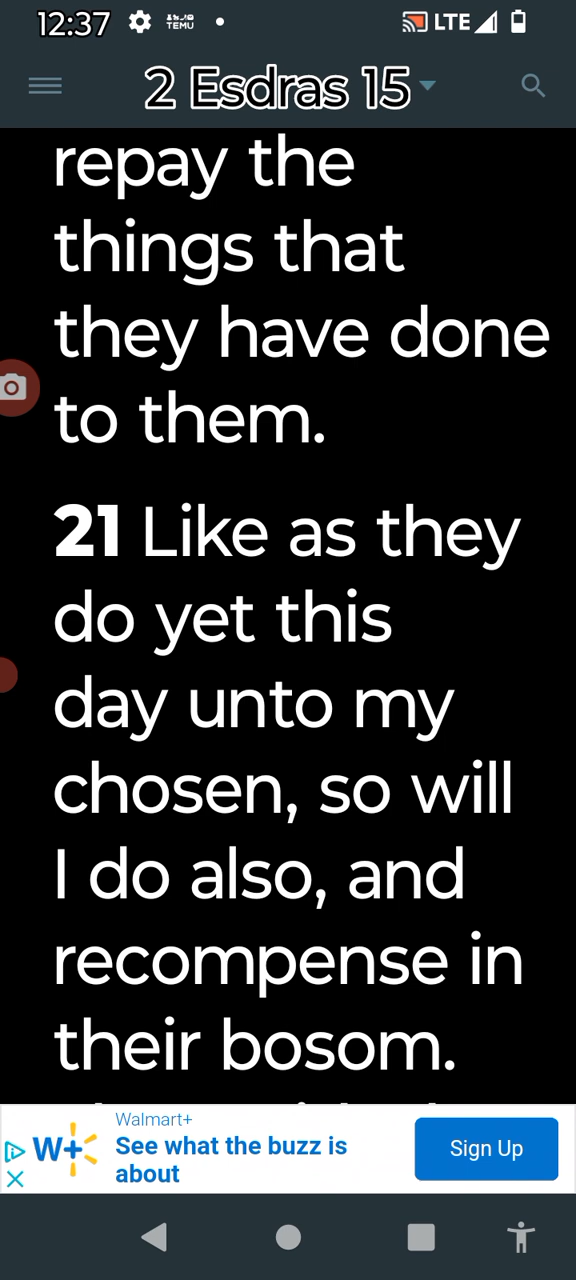 12:37 TEMU LTE
2 Esdras 15
repay the
things that
they have done
to them.
21 Like as they
do yet this
day unto my
chosen, so will
I do also, and
recompense in
their bosom.
Walmart+
W+ See what the buzz is
about
Sign Up